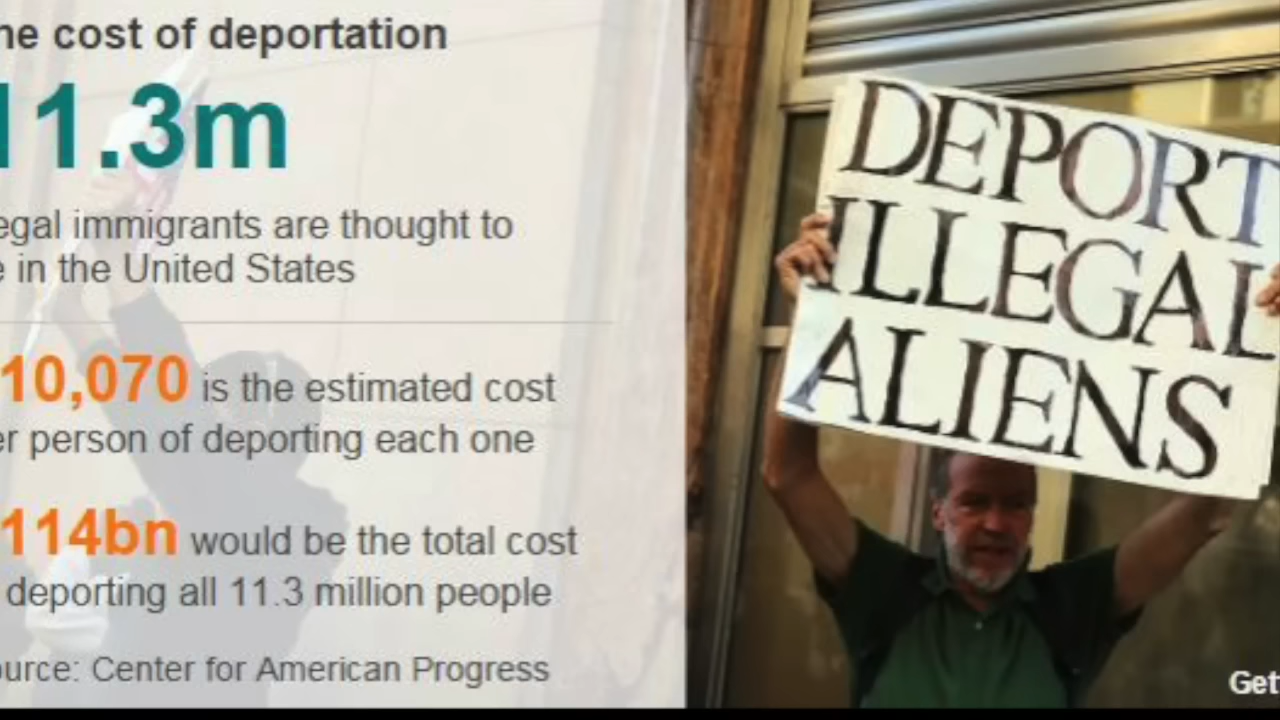 he cost of deportation
11.3m
egal immigrants are thought to
e in the United States
10,070 is the estimated cost
er person of deporting each one
114bn would be the total cost
deporting all 11.3 million people
ource: Center for American Progress
DEPORT
ILLEGAL
ALIENS
Get